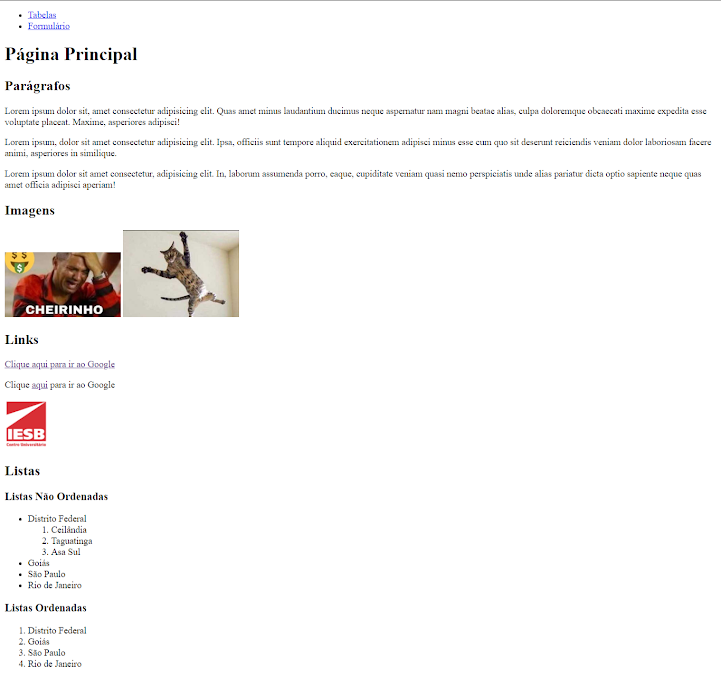 Tabelas
Formulário
Página Principal
Parágrafos
Lorem ipsum dolor sit, amet consectetur adipisicing elit. Quas amet minus laudantium ducimus neque aspernatur nam magni beatae alias, culpa doloremque obcaecati maxime expedita esse
voluptate placeat. Maxime, asperiores adipisci!
Lorem ipsum, dolor sit amet consectetur adipisicing elit. Ipsa, officiis sunt tempore aliquid exercitationem adipisci minus esse cum quo sit deserunt reiciendis veniam dolor laboriosam facere
animi, asperiores in similique.
Lorem ipsum dolor sit amet consectetur, adipisicing elit. In, laborum assumenda porro, eaque, cupiditate veniam quasi nemo perspiciatis unde alias pariatur dicta optio sapiente neque quas
amet officia adipisci aperiam!
Imagens
$ $
$
CHEIRINHO
Links
Clique aqui para ir ao Google
Clique aqui para ir ao Google
IESB
Centro Universitário
Listas
Listas Não Ordenadas
• Distrito Federal
1. Ceilândia
2. Taguatinga
3. Asa Sul
• Goiás
• São Paulo
• Rio de Janeiro
Listas Ordenadas
1. Distrito Federal
2. Goiás
3. São Paulo
4. Rio de Janeiro